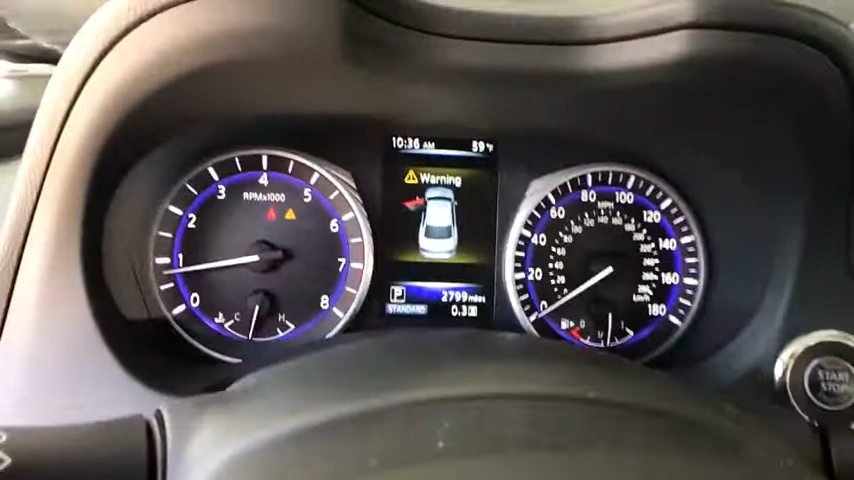 10:36 AM 59°F
Warning
RPMx1000
0 1 2 3 4 5 6 7 8
C H
P
STANDARD
2799 miles
0.3
MPH
0 20 40 60 80 100 120 140 160 180
km/h
START
STOP